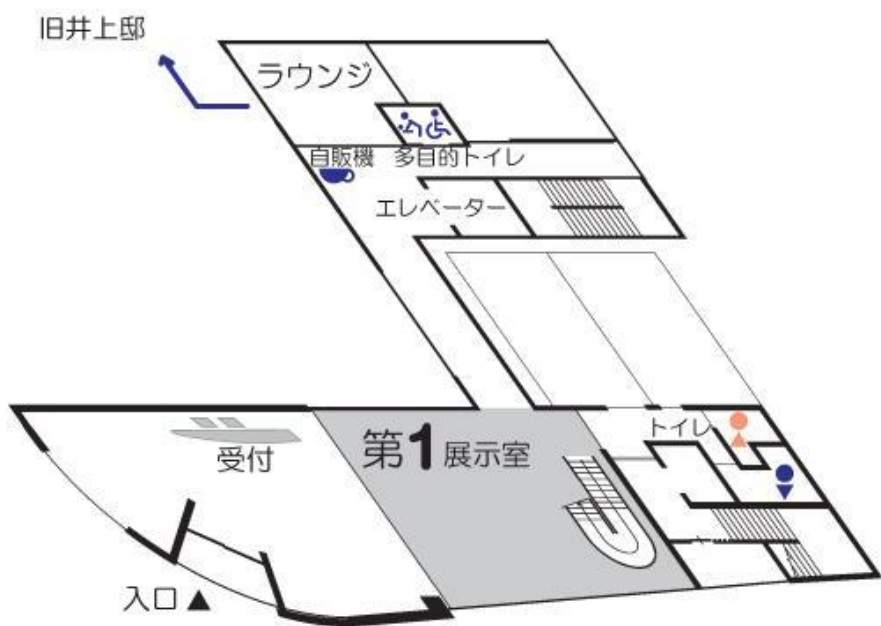 旧井上邸
ラウンジ
自販機 多目的トイレ
エレベーター
トイレ
第1展示室
受付
入口▲